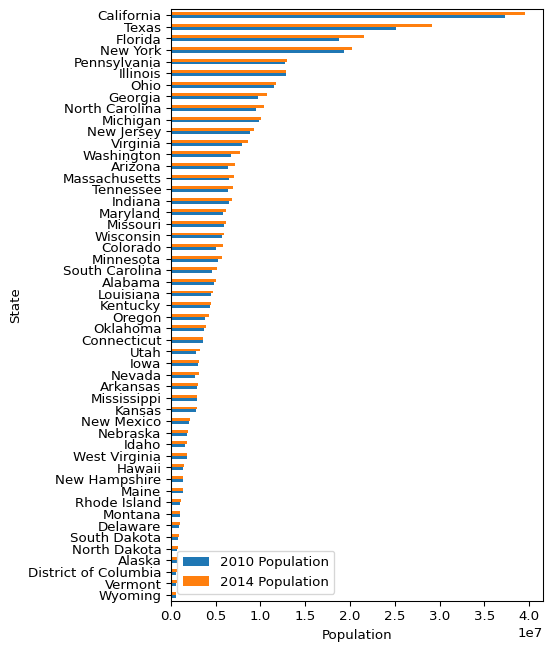 California
Texas
Florida
New York
Pennsylvania
Illinois
Ohio
Georgia
North Carolina
Michigan
New Jersey
Virginia
Washington
Arizona
Massachusetts
Tennessee
Indiana
Maryland
Missouri
Wisconsin
Colorado
Minnesota
South Carolina
Alabama
Louisiana
Kentucky
Oregon
Oklahoma
Connecticut
Utah
Iowa
Nevada
Arkansas
Mississippi
Kansas
New Mexico
Nebraska
Idaho
West Virginia
Hawaii
New Hampshire
Maine
Rhode Island
Montana
Delaware
South Dakota
North Dakota
Alaska
District of Columbia
Vermont
Wyoming
State
2010 Population
2014 Population
0.0 0.5 1.0 1.5 2.0 2.5 3.0 3.5 4.0
1e7
Population